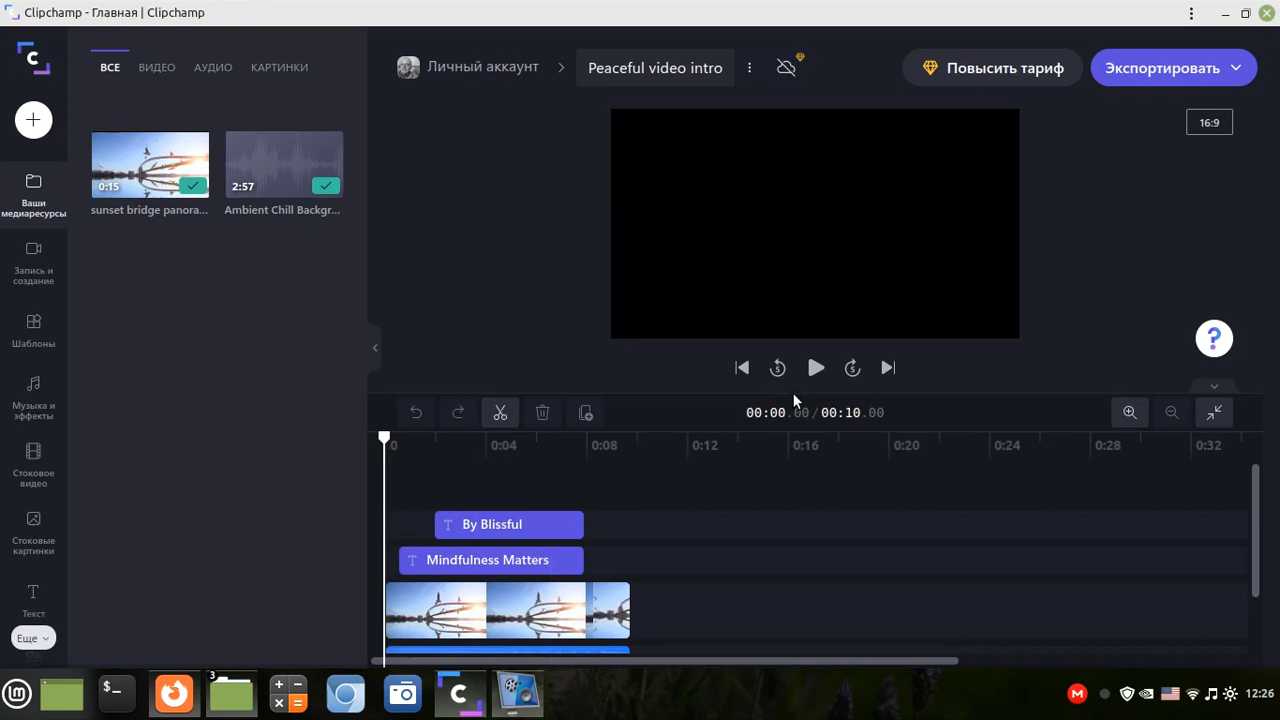 Clipchamp - Главная | Clipchamp
ВСЕ
ВИДЕО
АУДИО
КАРТИНКИ
Личный аккаунт
Peaceful video intro
Повысить тариф
Экспортировать
16:9
0:15
2:57
sunset bridge panora...
Ambient Chill Backgr...
Ваши
медиаресурсы
Запись и
создание
Шаблоны
Музыка и
эффекты
Стоковое
видео
Стоковые
картинки
Текст
Еще
5
5
?
00:00.00/00:10.00
0
0:04
0:08
0:12
0:16
0:20
0:24
0:28
0:32
T By Blissful
T Mindfulness Matters
3
12:26